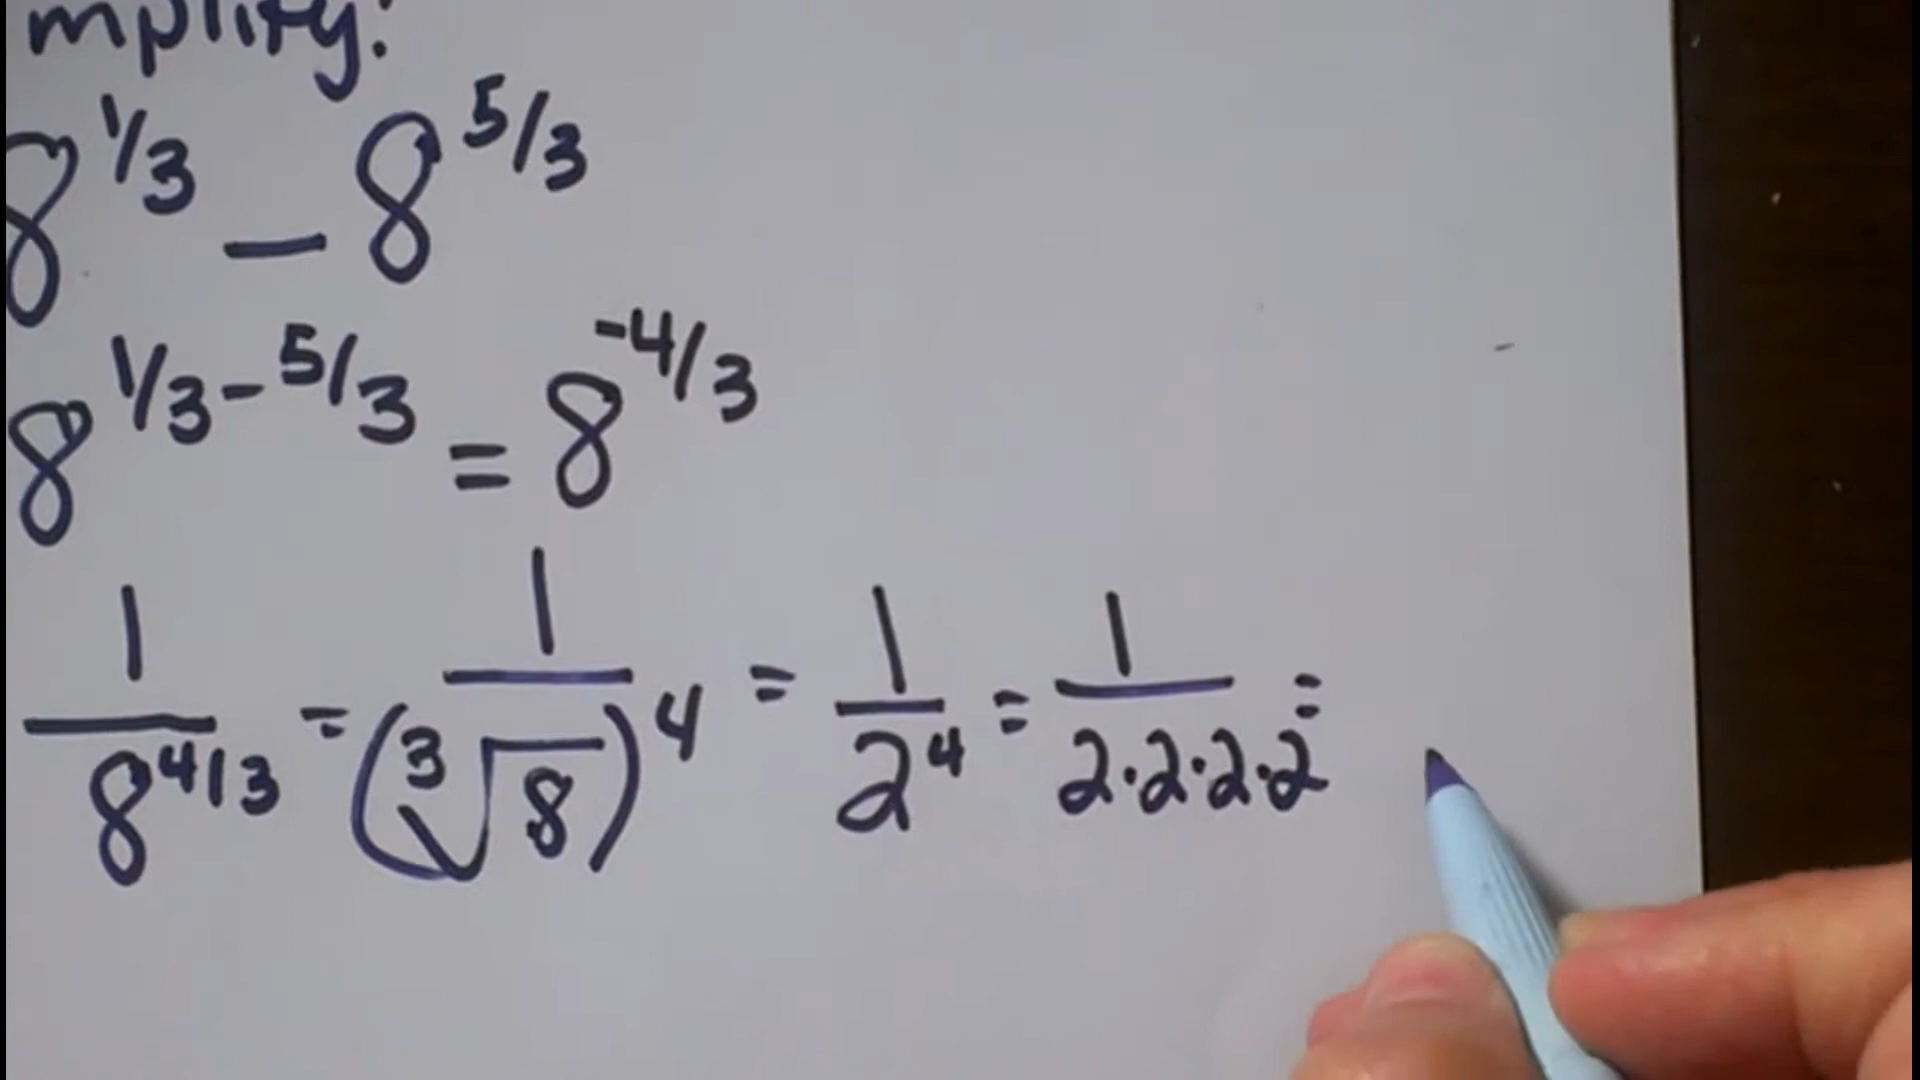 mplify:
8^1/3 − 8^5/3
8^1/3-5/3 = 8^-4/3
1/8^4/3 = 1/(∛8)^4 = 1/2^4 = 1/2·2·2·2 =